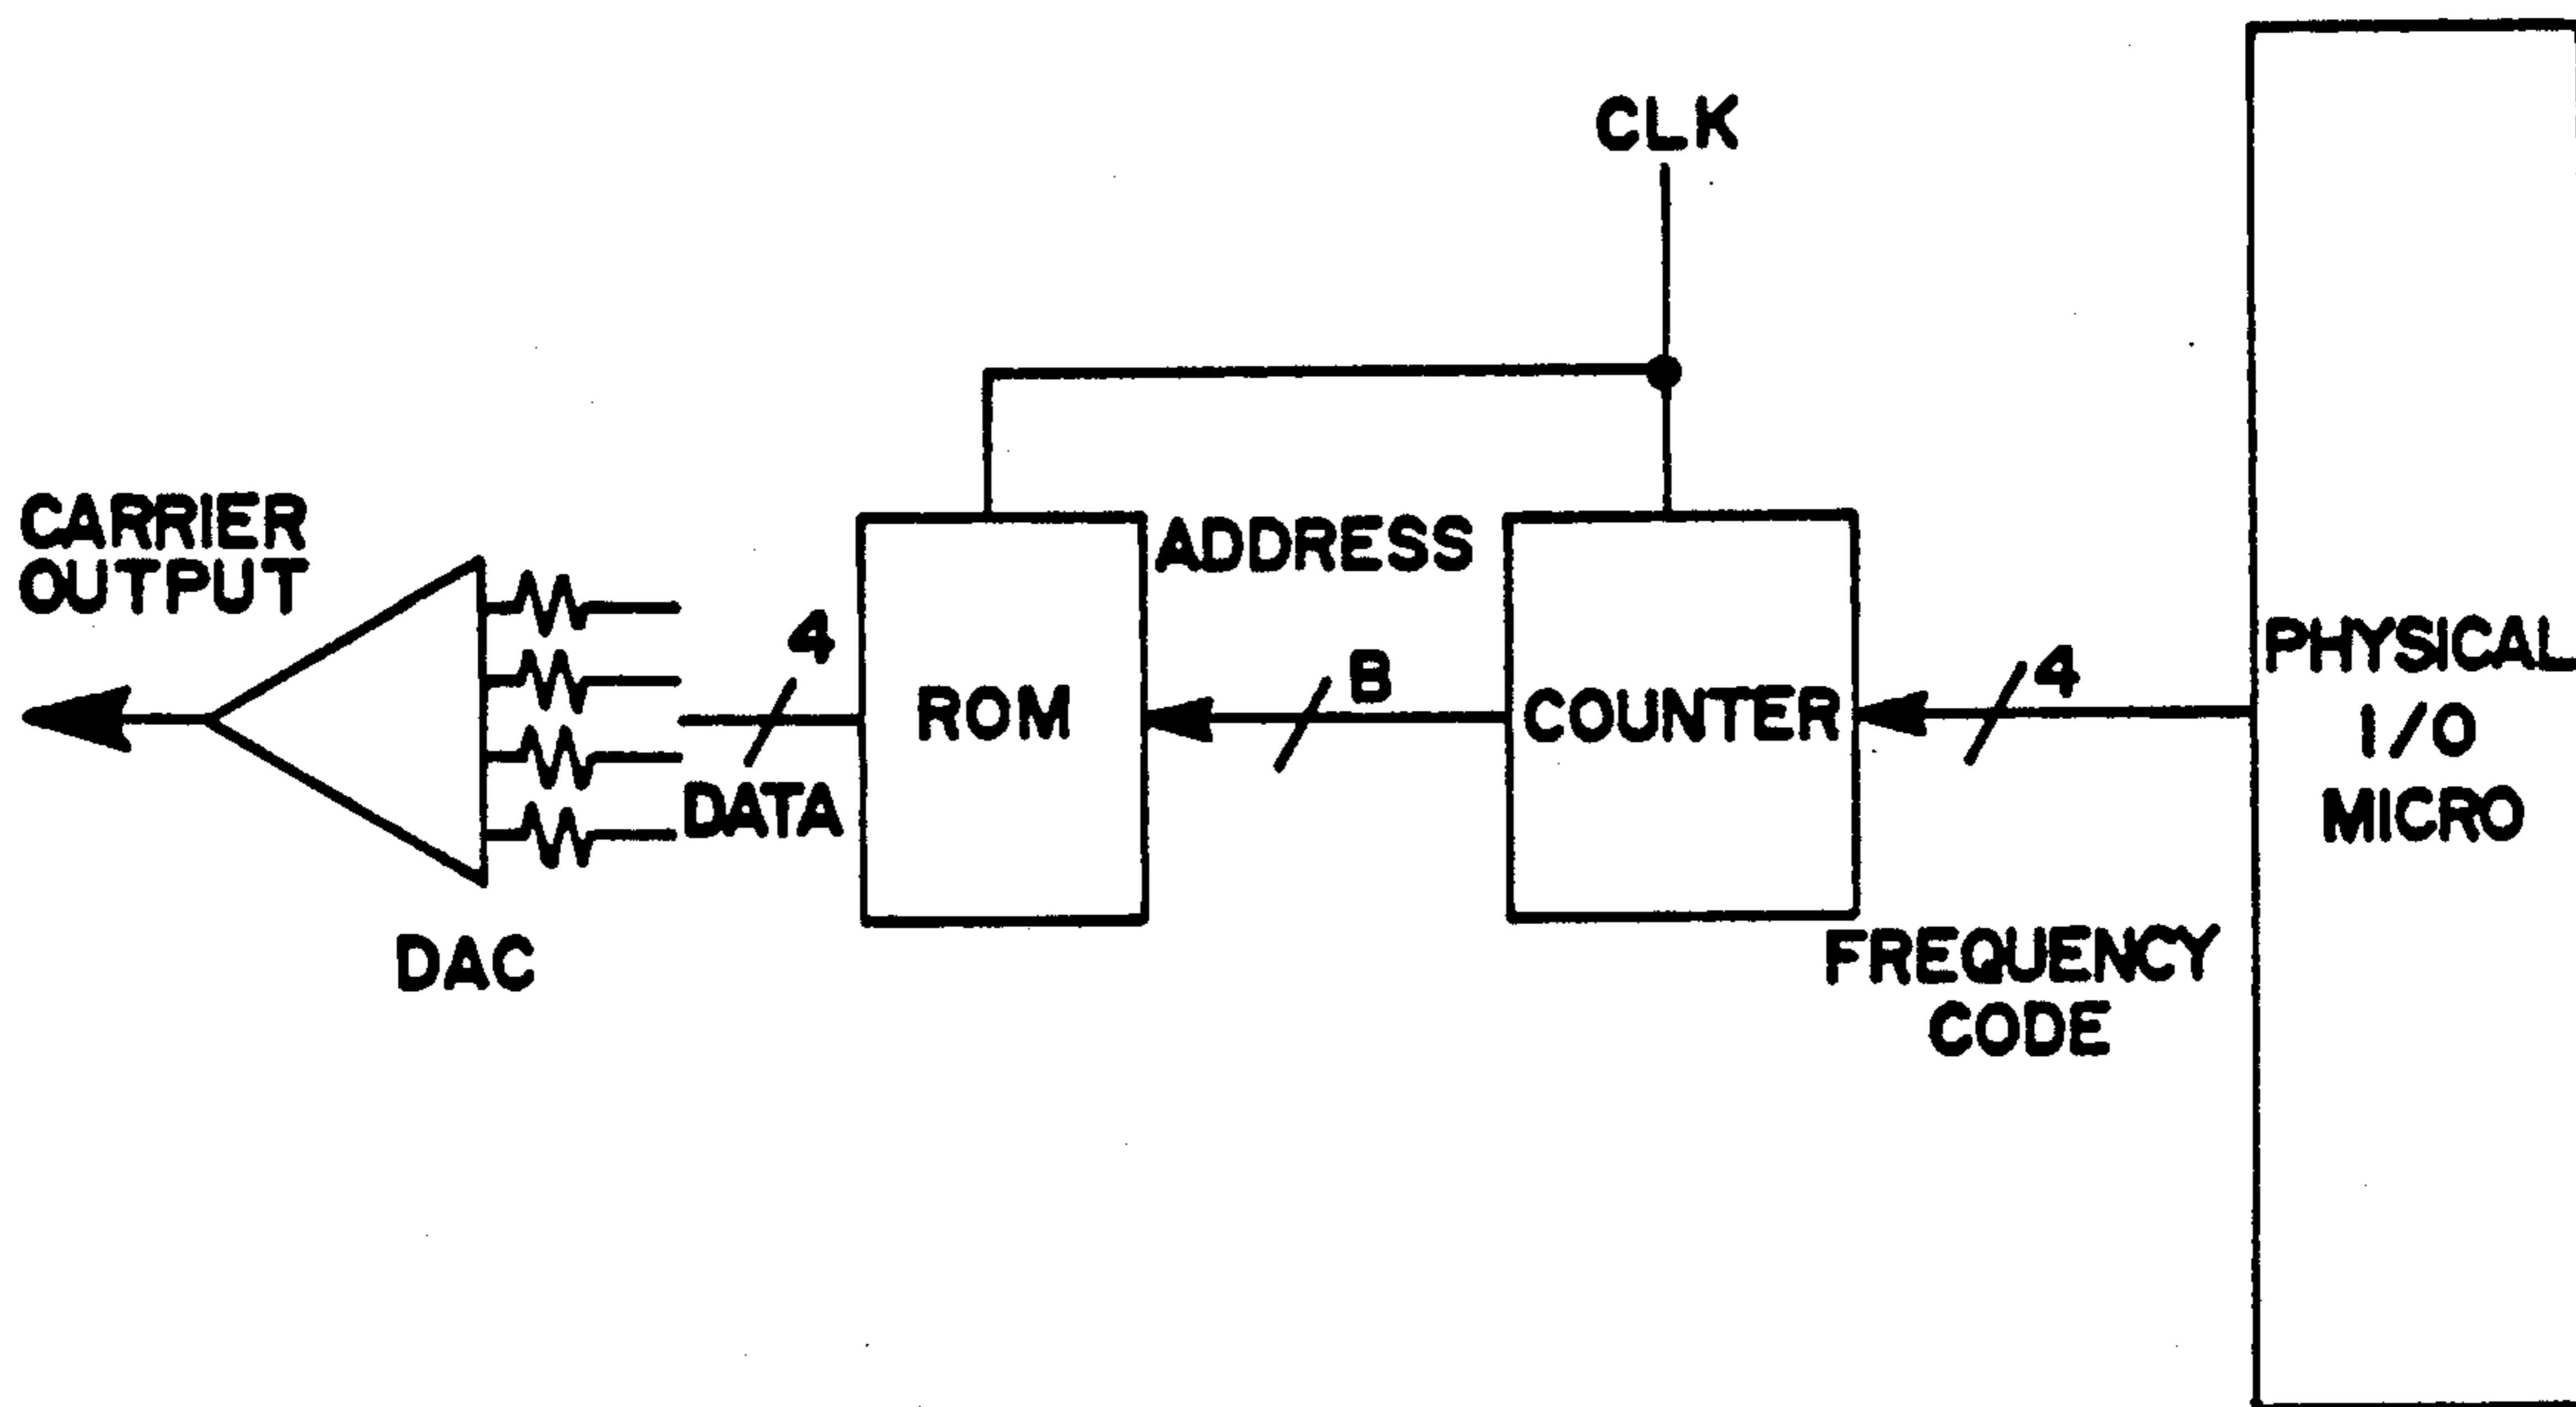 CLK
CARRIER
OUTPUT
ADDRESS
4
B
4
ROM
COUNTER
PHYSICAL
I/O
MICRO
DATA
DAC
FREQUENCY
CODE